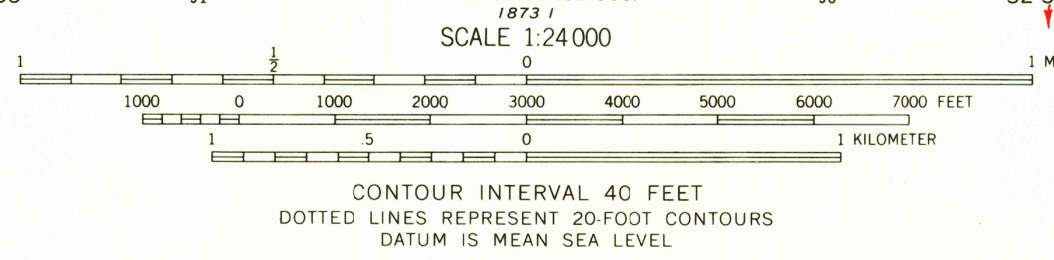 1873 I
SCALE 1:24 000
1 1/2 0 1 M
1000 0 1000 2000 3000 4000 5000 6000 7000 FEET
1 .5 0 1 KILOMETER
CONTOUR INTERVAL 40 FEET
DOTTED LINES REPRESENT 20-FOOT CONTOURS
DATUM IS MEAN SEA LEVEL